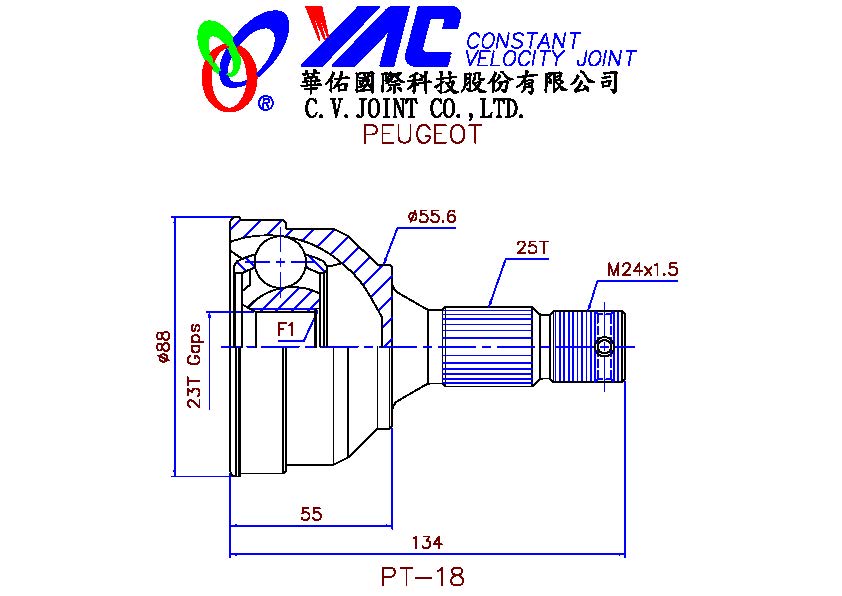 YAC CONSTANT
VELOCITY JOINT
®
華佑國際科技股份有限公司
C.V.JOINT CO.,LTD.
PEUGEOT
ø55.6
25T
M24x1.5
F1
ø88
23T Gaps
55
134
PT-18